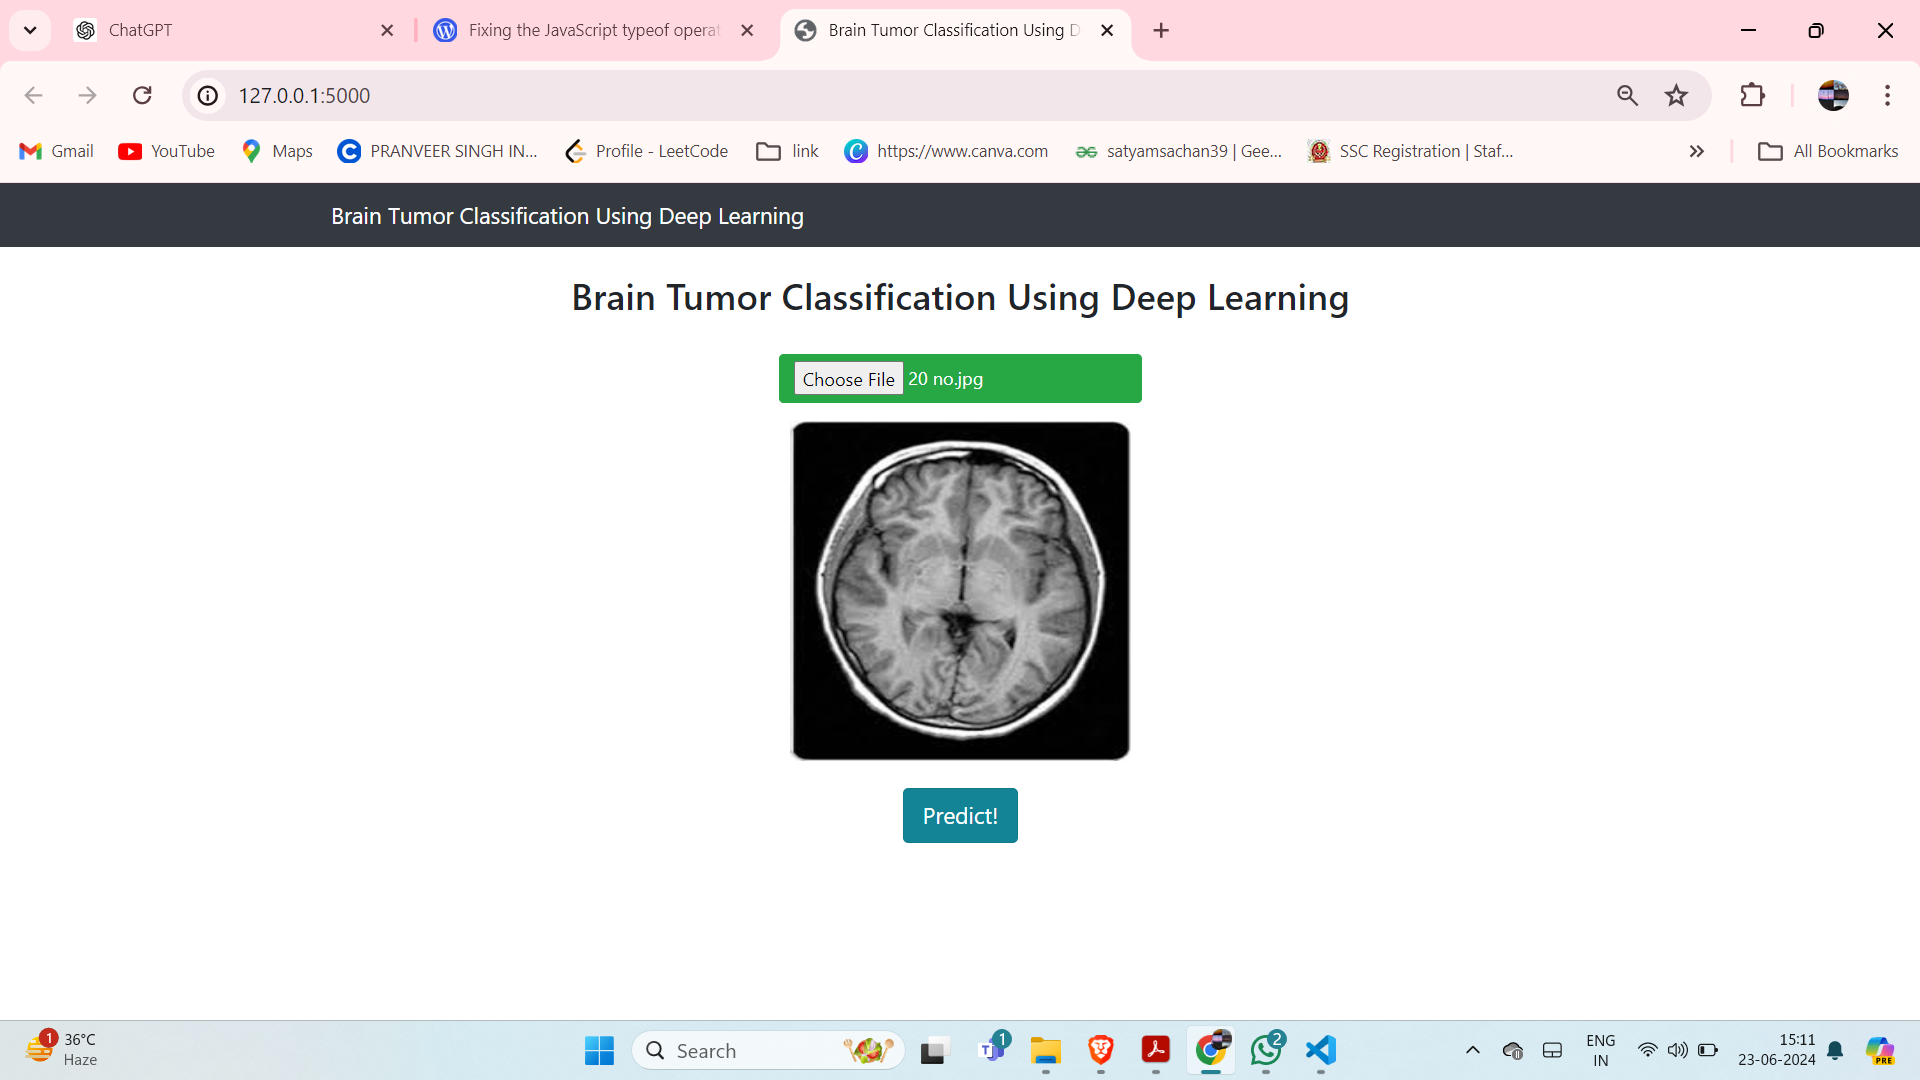 ChatGPT
Fixing the JavaScript typeof operat
Brain Tumor Classification Using D
127.0.0.1:5000
Gmail
YouTube
Maps
PRANVEER SINGH IN...
Profile - LeetCode
link
https://www.canva.com
satyamsachan39 | Gee...
SSC Registration | Staf...
All Bookmarks
Brain Tumor Classification Using Deep Learning
Brain Tumor Classification Using Deep Learning
Choose File 20 no.jpg
Predict!
1
36°C
Haze
Search
1
2
ENG
IN
15:11
23-06-2024
PRE